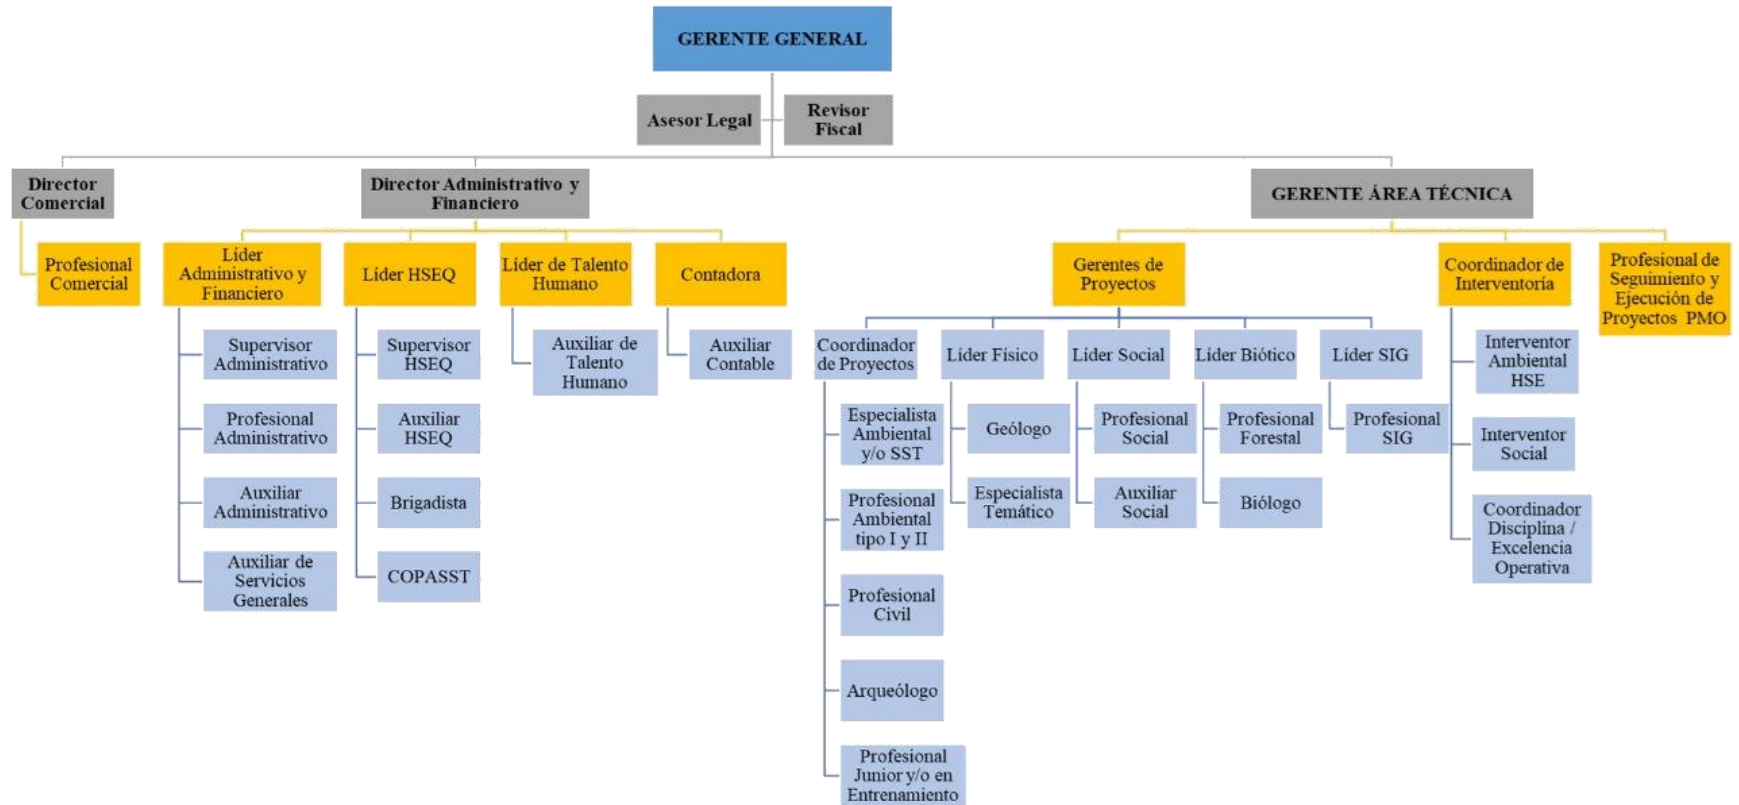 GERENTE GENERAL
Asesor Legal
Revisor
Fiscal
Director
Comercial
Director Administrativo y
Financiero
GERENTE ÁREA TÉCNICA
Profesional
Comercial
Líder
Administrativo y
Financiero
Líder HSEQ
Líder de Talento
Humano
Contadora
Gerentes de
Proyectos
Coordinador de
Interventoría
Profesional de
Seguimiento y
Ejecución de
Proyectos PMO
Supervisor
Administrativo
Profesional
Administrativo
Auxiliar
Administrativo
Auxiliar de
Servicios
Generales
Supervisor
HSEQ
Auxiliar
HSEQ
Brigadista
COPASST
Auxiliar de
Talento
Humano
Auxiliar
Contable
Coordinador
de Proyectos
Especialista
Ambiental
y/o SST
Profesional
Ambiental
tipo I y II
Profesional
Civil
Arqueólogo
Profesional
Junior y/o en
Entrenamiento
Líder Físico
Geólogo
Especialista
Temático
Líder Social
Profesional
Social
Auxiliar
Social
Líder Biótico
Profesional
Forestal
Biólogo
Líder SIG
Profesional
SIG
Interventor
Ambiental
HSE
Interventor
Social
Coordinador
Disciplina /
Excelencia
Operativa